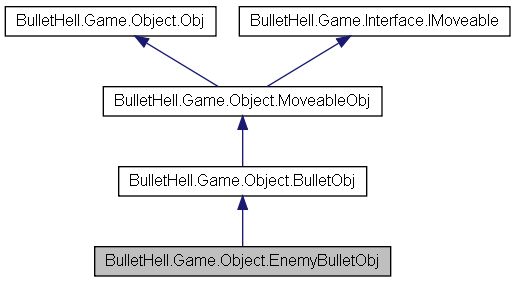 BulletHell.Game.Object.Obj
BulletHell.Game.Interface.IMoveable
BulletHell.Game.Object.MoveableObj
BulletHell.Game.Object.BulletObj
BulletHell.Game.Object.EnemyBulletObj